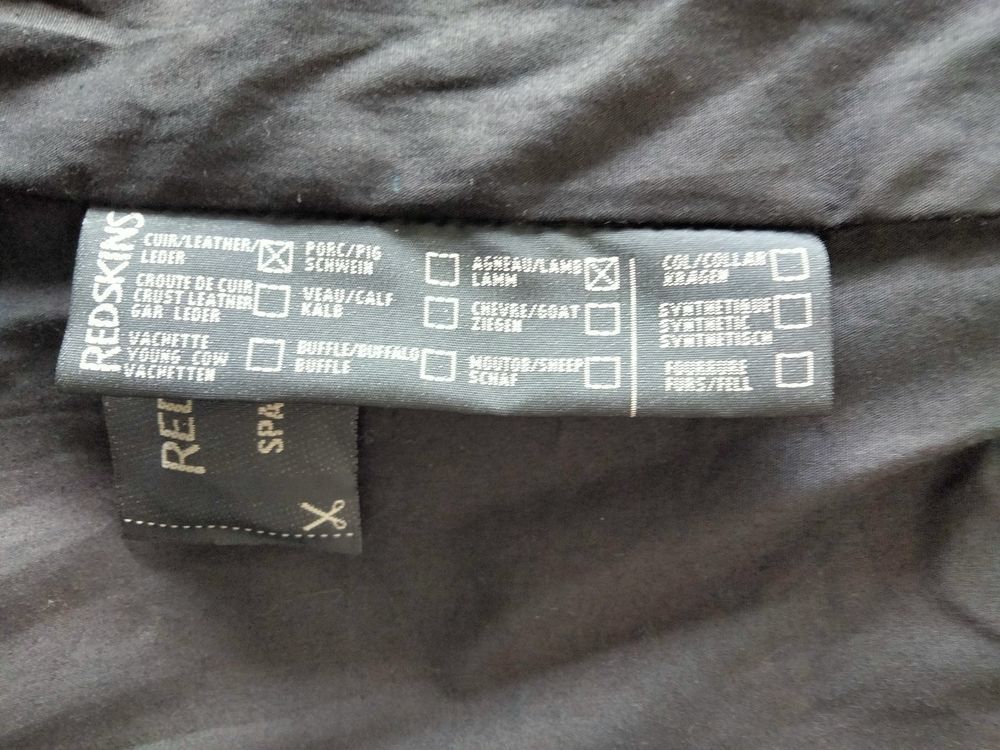 REDSKINS
CUIR/LEATHER/
LEDER
CROUTE DE CUIR
CRUST LEATHER
GAR LEDER
VACHETTE
YOUNG COW
VACHETTEN
PORC/PIG
SCHWEIN
VEAU/CALF
KALB
BUFFLE/BUFFALO
BUFFLE
AGNEAU/LAMB
LAMM
CHEVRE/GOAT
ZIEGEN
MOUTON/SHEEP
SCHAF
COL/COLLAR
KRAGEN
SYNTHETIQUE
SYNTHETIC
SYNTHETISCH
FOURRURE
FURS/FELL
RED
SPA